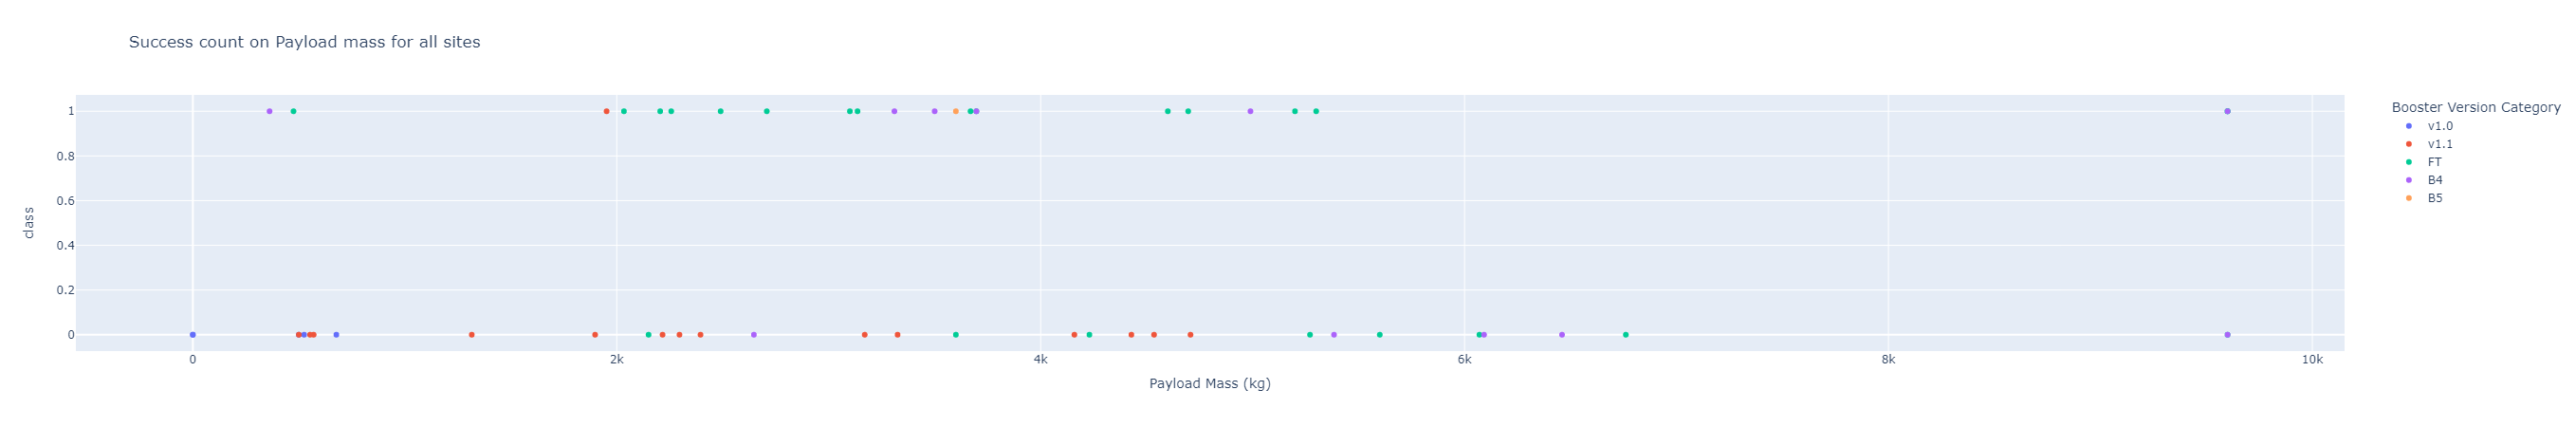 Success count on Payload mass for all sites
1
0.8
0.6
0.4
0.2
0
class
0 2k 4k 6k 8k 10k
Payload Mass (kg)
Booster Version Category
v1.0
v1.1
FT
B4
B5